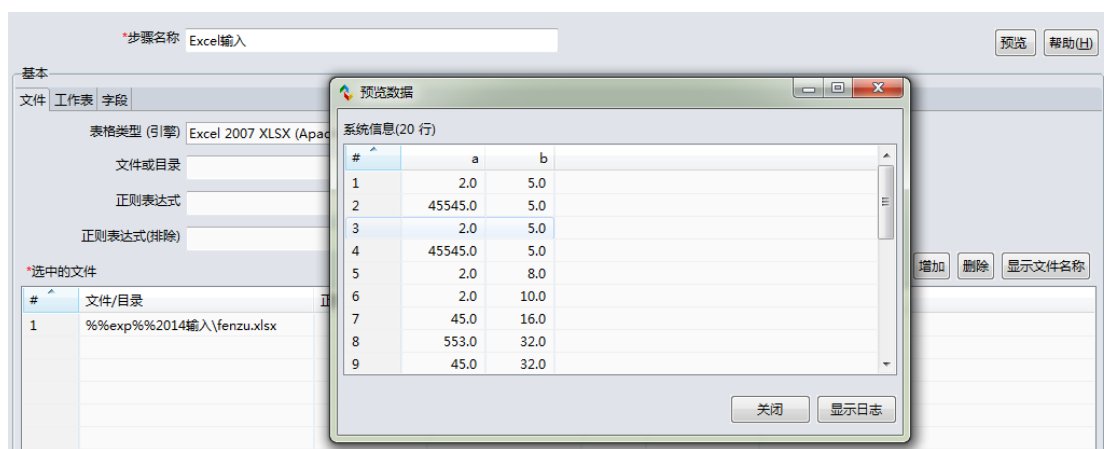 *步骤名称 Excel输入 预览 帮助(H)
基本
文件 工作表 字段
表格类型 (引擎) Excel 2007 XLSX (Apac
文件或目录
正则表达式
正则表达式(排除)
*选中的文件 增加 删除 显示文件名称
# 文件/目录
1 %%exp%%2014输入\fenzu.xlsx
预览数据
系统信息(20 行)
# a b
1 2.0 5.0
2 45545.0 5.0
3 2.0 5.0
4 45545.0 5.0
5 2.0 8.0
6 2.0 10.0
7 45.0 16.0
8 553.0 32.0
9 45.0 32.0
关闭 显示日志